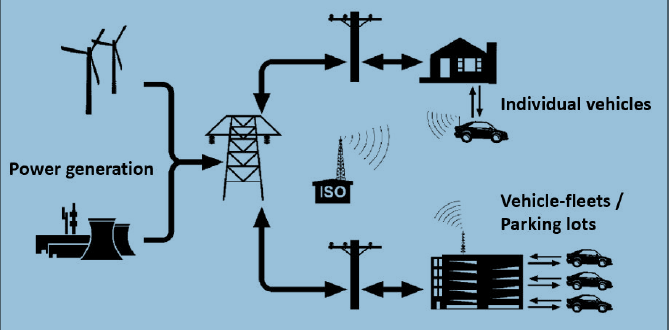 Individual vehicles
Power generation
ISO
Vehicle-fleets /
Parking lots